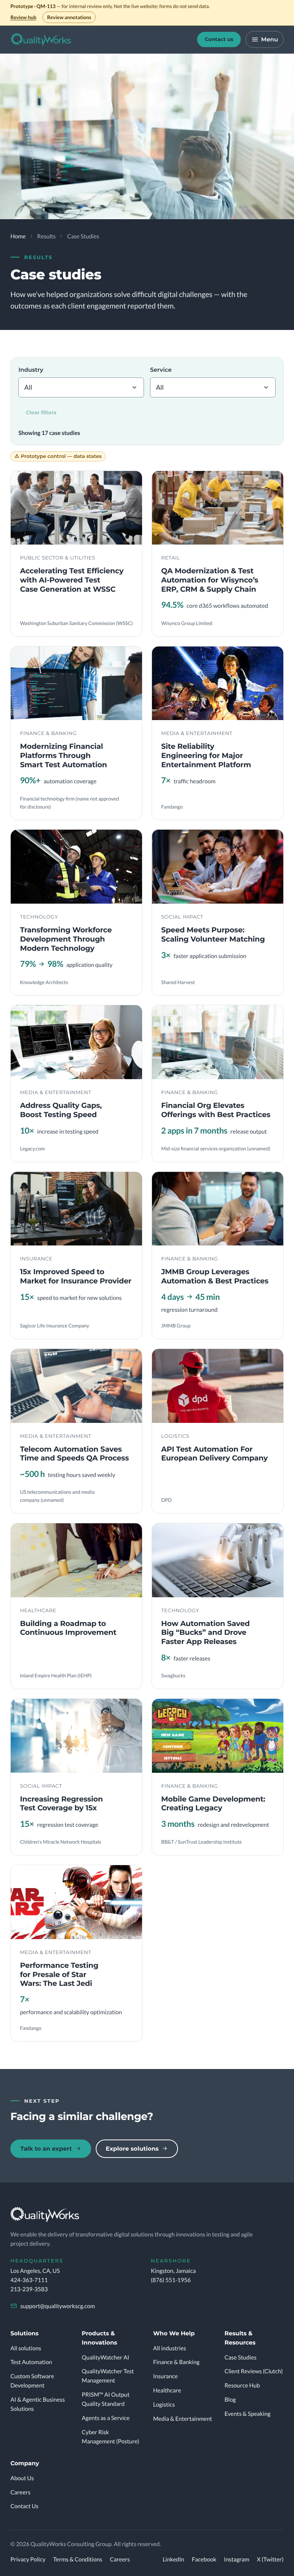 Prototype · QM-113 — for internal review only. Not the live website; forms do not send data.
Review hub
Review annotations
QualityWorks
Contact us
Menu
Home
Results
Case Studies
RESULTS
Case studies
How we've helped organizations solve difficult digital challenges — with the
outcomes as each client engagement reported them.
Industry
Service
All
All
Clear filters
Showing 17 case studies
⚠ Prototype control — data states
PUBLIC SECTOR & UTILITIES
Accelerating Test Efficiency
with AI-Powered Test
Case Generation at WSSC
Washington Suburban Sanitary Commission (WSSC)
RETAIL
QA Modernization & Test
Automation for Wisynco's
ERP, CRM & Supply Chain
94.5% core d365 workflows automated
Wisynco Group Limited
FINANCE & BANKING
Modernizing Financial
Platforms Through
Smart Test Automation
90%+ automation coverage
Financial technology firm (name not approved
for disclosure)
MEDIA & ENTERTAINMENT
Site Reliability
Engineering for Major
Entertainment Platform
7× traffic headroom
Fandango
TECHNOLOGY
Transforming Workforce
Development Through
Modern Technology
79% → 98% application quality
Knowledge Architects
SOCIAL IMPACT
Speed Meets Purpose:
Scaling Volunteer Matching
3× faster application submission
Shared Harvest
MEDIA & ENTERTAINMENT
Address Quality Gaps,
Boost Testing Speed
10× increase in testing speed
Legacy.com
FINANCE & BANKING
Financial Org Elevates
Offerings with Best Practices
2 apps in 7 months release output
Mid-size financial services organization (unnamed)
INSURANCE
15x Improved Speed to
Market for Insurance Provider
15× speed to market for new solutions
Sagicor Life Insurance Company
FINANCE & BANKING
JMMB Group Leverages
Automation & Best Practices
4 days → 45 min
regression turnaround
JMMB Group
MEDIA & ENTERTAINMENT
Telecom Automation Saves
Time and Speeds QA Process
~500 h testing hours saved weekly
US telecommunications and media
company (unnamed)
dpd
LOGISTICS
API Test Automation For
European Delivery Company
DPD
HEALTHCARE
Building a Roadmap to
Continuous Improvement
Inland Empire Health Plan (IEHP)
TECHNOLOGY
How Automation Saved
Big “Bucks” and Drove
Faster App Releases
8× faster releases
Swagbucks
SOCIAL IMPACT
Increasing Regression
Test Coverage by 15x
15× regression test coverage
Children's Miracle Network Hospitals
LEGACY
NEW GAME
CONTINUE
SETTINGS
FINANCE & BANKING
Mobile Game Development:
Creating Legacy
3 months redesign and redevelopment
BB&T / SunTrust Leadership Institute
STAR
WARS
MEDIA & ENTERTAINMENT
Performance Testing
for Presale of Star
Wars: The Last Jedi
7×
performance and scalability optimization
Fandango
NEXT STEP
Facing a similar challenge?
Talk to an expert →
Explore solutions →
QualityWorks
We enable the delivery of transformative digital solutions through innovations in testing and agile
project delivery.
HEADQUARTERS
Los Angeles, CA, US
424-363-7111
213-239-3583
NEARSHORE
Kingston, Jamaica
(876) 551-1956
support@qualityworkscg.com
Solutions
All solutions
Test Automation
Custom Software
Development
AI & Agentic Business
Solutions
Products &
Innovations
QualityWatcher AI
QualityWatcher Test
Management
PRISM™ AI Output
Quality Standard
Agents as a Service
Cyber Risk
Management (Posture)
Who We Help
All industries
Finance & Banking
Insurance
Healthcare
Logistics
Media & Entertainment
Results &
Resources
Case Studies
Client Reviews (Clutch)
Resource Hub
Blog
Events & Speaking
Company
About Us
Careers
Contact Us
© 2026 QualityWorks Consulting Group. All rights reserved.
Privacy Policy
Terms & Conditions
Careers
LinkedIn
Facebook
Instagram
X (Twitter)